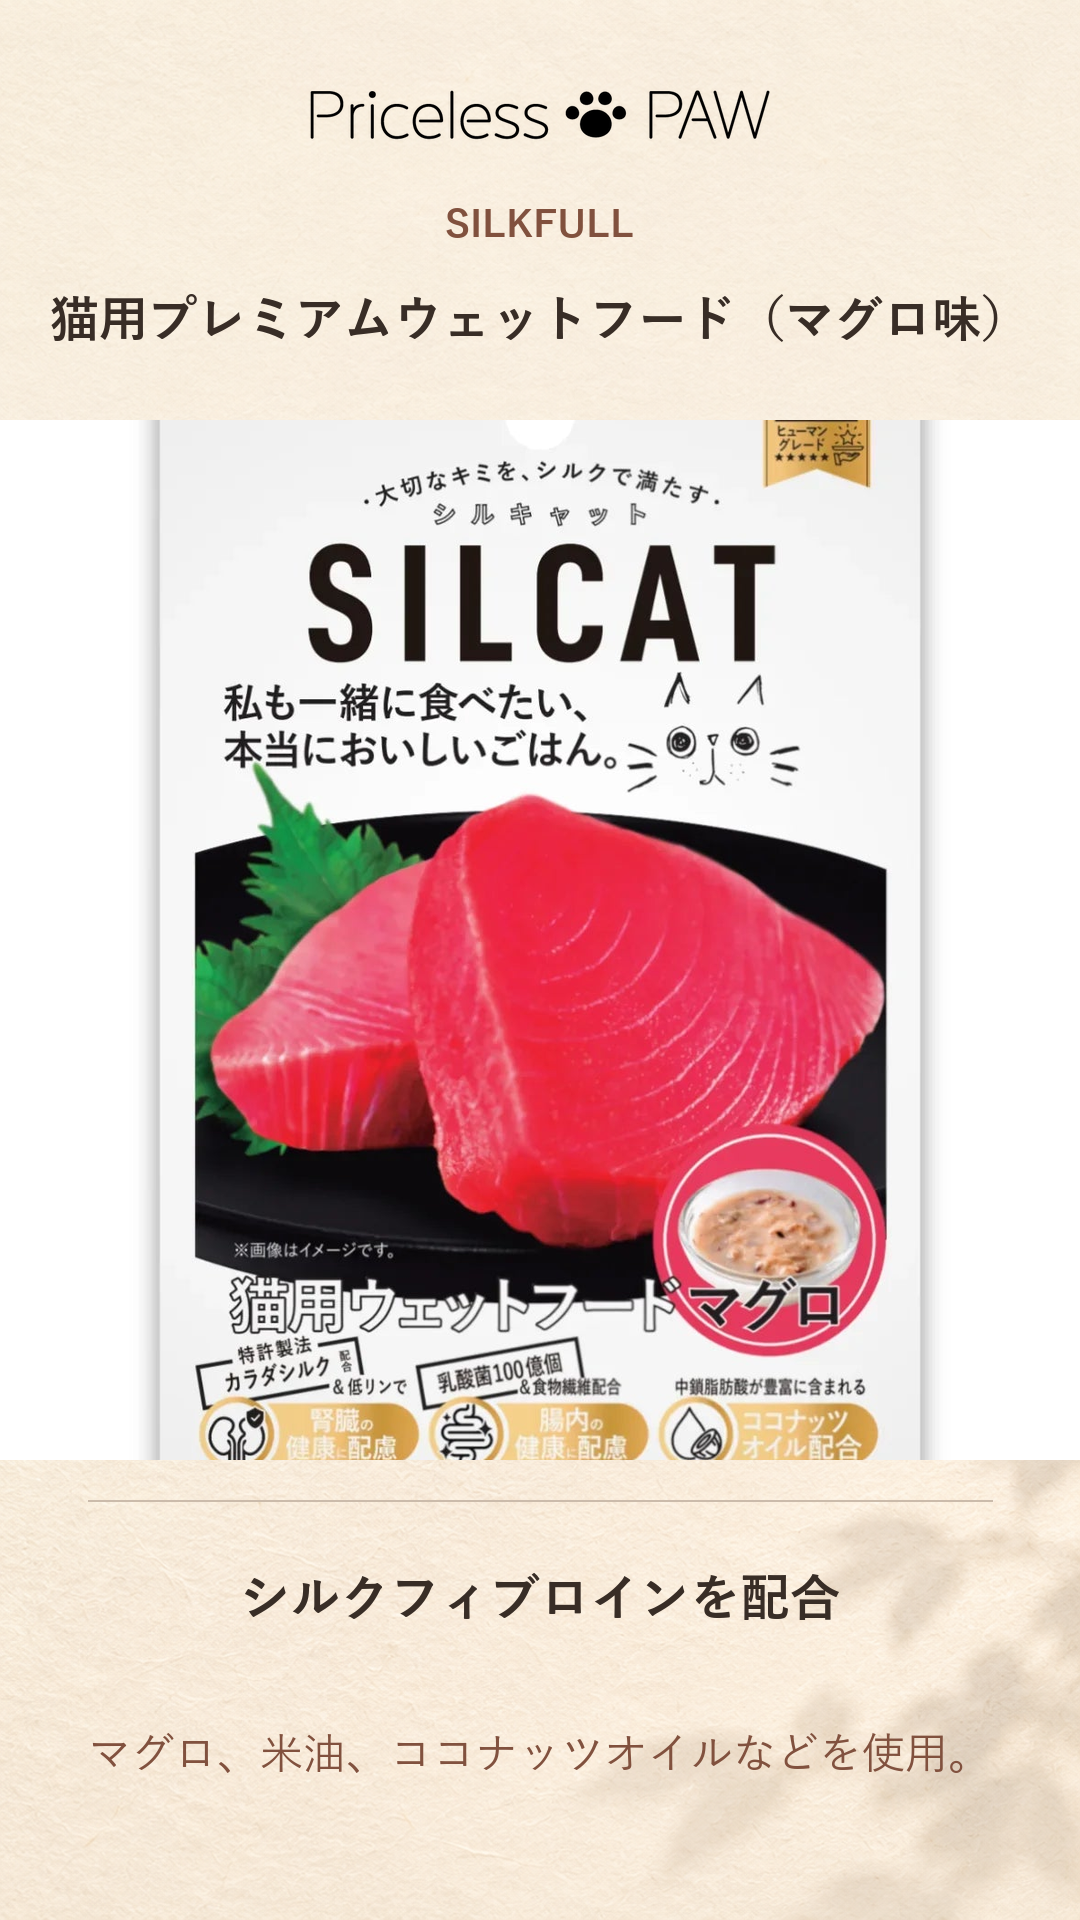 Priceless PAW
SILKFULL
猫用プレミアムウェットフード（マグロ味）
ヒューマン
グレード
・大切なキミを、シルクで満たす・
シルキャット
SILCAT
私も一緒に食べたい、
本当においしいごはん。
※画像はイメージです。
猫用ウェットフードマグロ
特許製法
カラダシルク配合
&低リンで
腎臓の
健康に配慮
乳酸菌100億個
&食物繊維配合
腸内の
健康に配慮
中鎖脂肪酸が豊富に含まれる
ココナッツ
オイル配合
シルクフィブロインを配合
マグロ、米油、ココナッツオイルなどを使用。